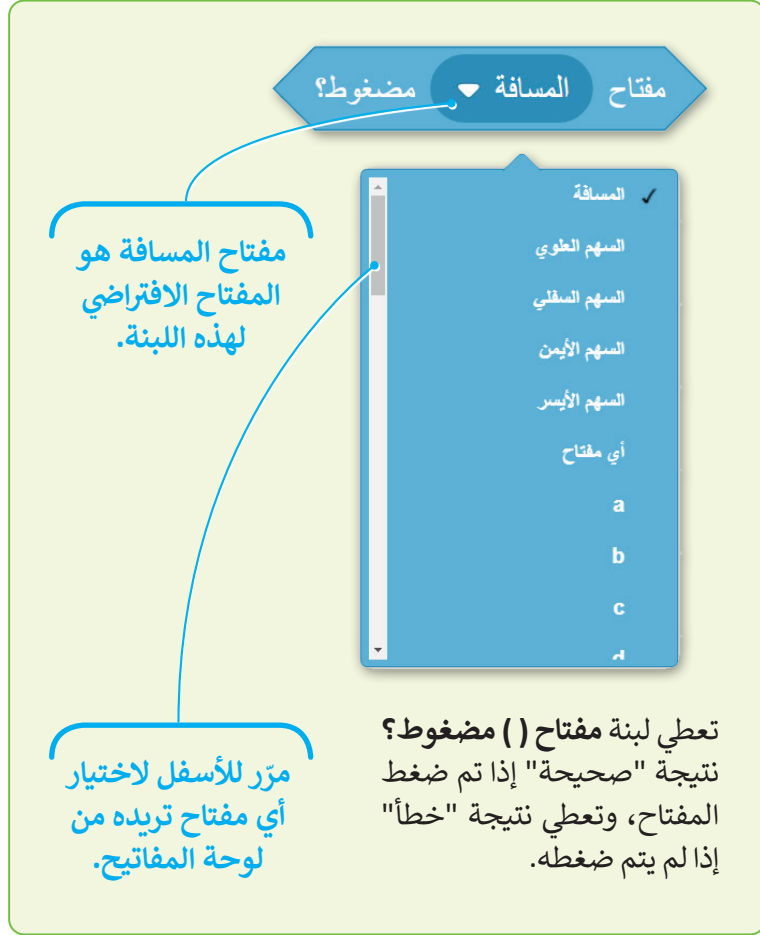 مفتاح المسافة مضغوط؟
المسافة
السهم العلوي
السهم السفلي
السهم الأيمن
السهم الأيسر
أي مفتاح
a
b
c
d
مفتاح المسافة هو
المفتاح الافتراضي
لهذه اللبنة.
تعطي لبنة مفتاح ( ) مضغوط؟
نتيجة "صحيحة" إذا تم ضغط
المفتاح، وتعطي نتيجة "خطأ"
إذا لم يتم ضغطه.
مرّر للأسفل لاختيار
أي مفتاح تريده من
لوحة المفاتيح.